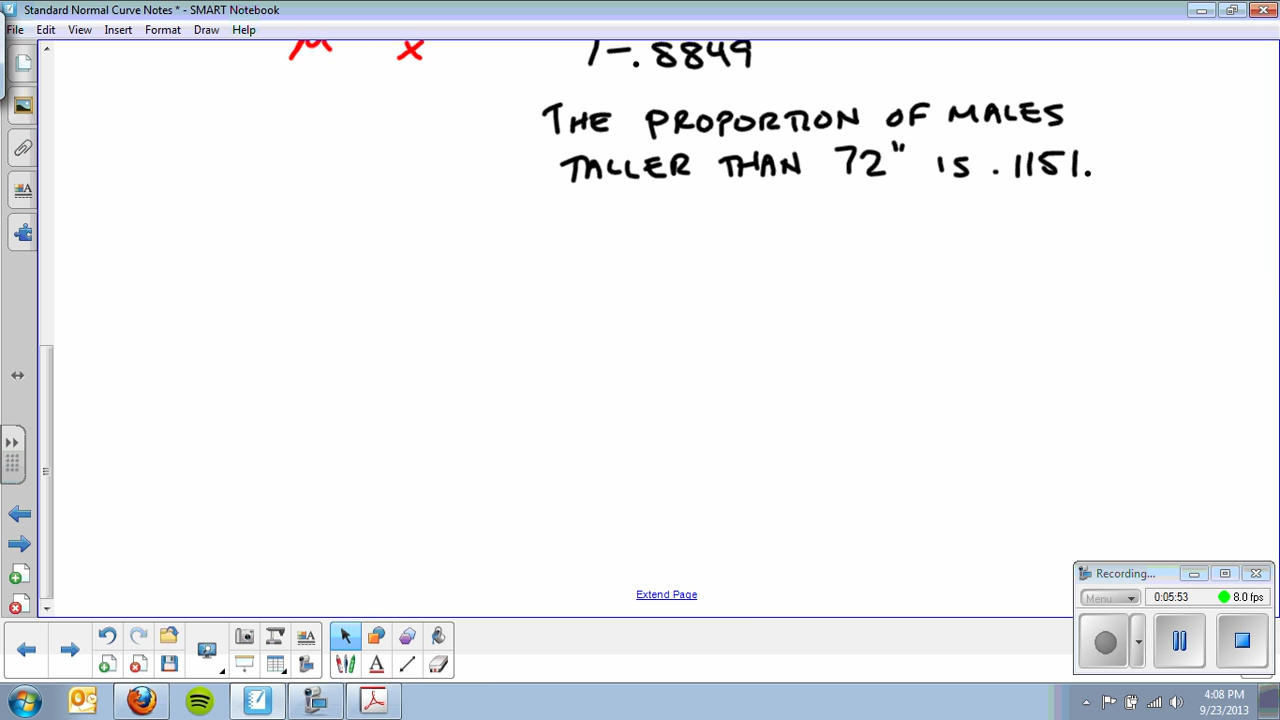 Standard Normal Curve Notes * - SMART Notebook
File Edit View Insert Format Draw Help
μ x 1-.8849
THE PROPORTION OF MALES
TALLER THAN 72" IS .1151.
Extend Page
Recording...
Menu 0:05:53 8.0 fps
4:08 PM
9/23/2013